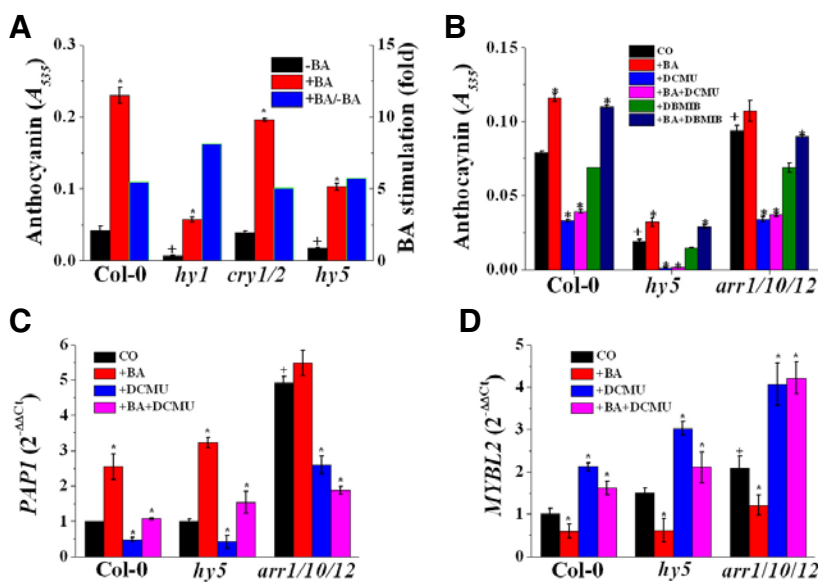 A
Anthocyanin (A535)
0.3
0.2
0.1
0.0
-BA
+BA
+BA/-BA
15
10
5
0
BA stimulation (fold)
Col-0 hy1 cry1/2 hy5
* + * * + *
B
Anthocaynin (A535)
0.15
0.10
0.05
0.00
CO
+BA
+DCMU
+BA+DCMU
+DBMIB
+BA+DBMIB
Col-0 hy5 arr1/10/12
* * * * + * * * * + * * *
C
PAP1 (2-ΔΔCt)
6
5
4
3
2
1
0
CO
+BA
+DCMU
+BA+DCMU
Col-0 hy5 arr1/10/12
* * * * * * + * *
D
MYBL2 (2-ΔΔCt)
5
4
3
2
1
0
CO
+BA
+DCMU
+BA+DCMU
Col-0 hy5 arr1/10/12
* * * * * * + * * *